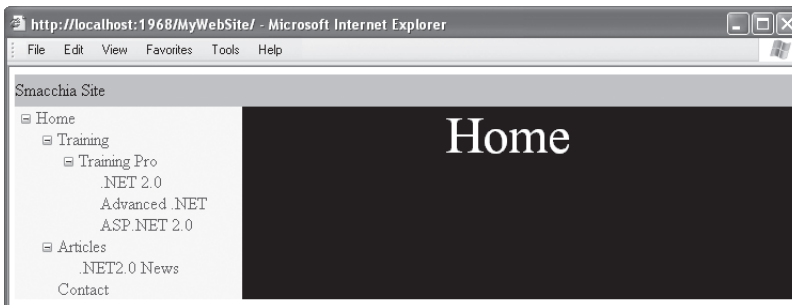 http://localhost:1968/MyWebSite/ - Microsoft Internet Explorer
File Edit View Favorites Tools Help
Smacchia Site
Home
Training
Training Pro
.NET 2.0
Advanced .NET
ASP.NET 2.0
Articles
.NET2.0 News
Contact
Home